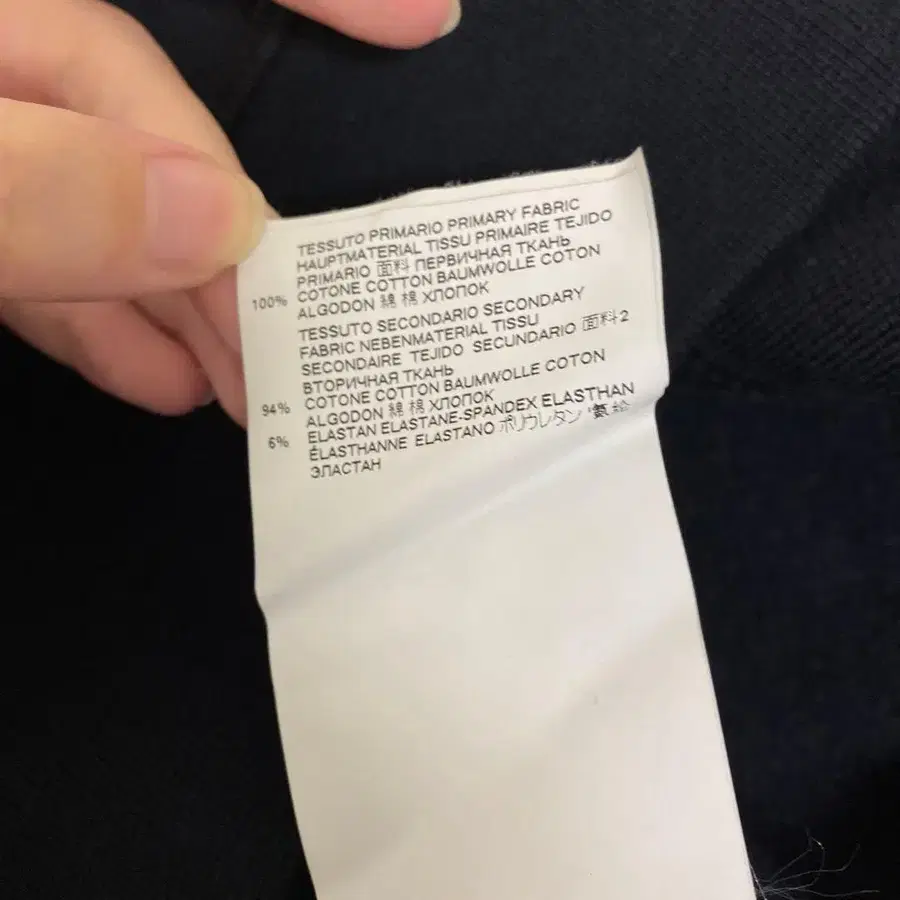 TESSUTO PRIMARIO PRIMARY FABRIC
HAUPTMATERIAL TISSU PRIMAIRE TEJIDO
PRIMARIO 面料 ПЕРВИЧНАЯ ТКАНЬ
100% COTONE COTTON BAUMWOLLE COTON
ALGODON 綿 棉 ХЛОПОК
TESSUTO SECONDARIO SECONDARY
FABRIC NEBENMATERIAL TISSU
SECONDAIRE TEJIDO SECUNDARIO 面料2
ВТОРИЧНАЯ ТКАНЬ
94% COTONE COTTON BAUMWOLLE COTON
ALGODON 綿 棉 ХЛОПОК
6% ELASTAN ELASTANE-SPANDEX ELASTHAN
ÉLASTHANNE ELASTANO ポリウレタン 氨纶
ЭЛАСТАН